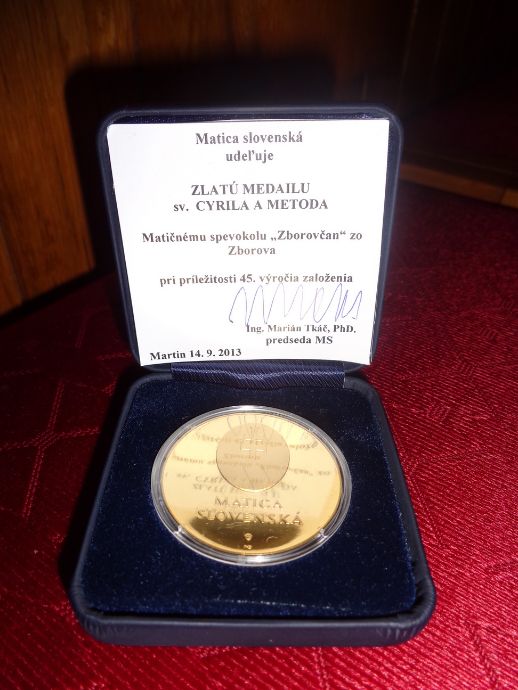 Matica slovenská
udeľuje
ZLATÚ MEDAILU
sv. CYRILA A METODA
Matičnému spevokolu „Zborovčan“ zo
Zborova
pri príležitosti 45. výročia založenia
Ing. Marián Tkáč, PhD.
predseda MS
Martin 14. 9. 2013
MATICA
SLOVENSKÁ